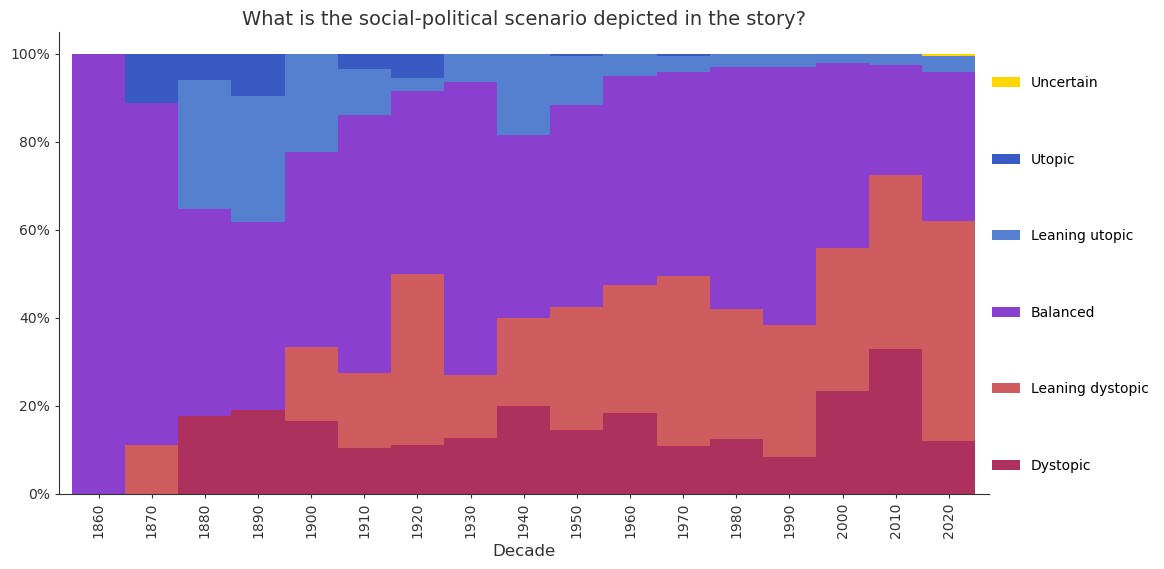 What is the social-political scenario depicted in the story?
100%
80%
60%
40%
20%
0%
1860
1870
1880
1890
1900
1910
1920
1930
1940
1950
1960
1970
1980
1990
2000
2010
2020
Decade
Uncertain
Utopic
Leaning utopic
Balanced
Leaning dystopic
Dystopic